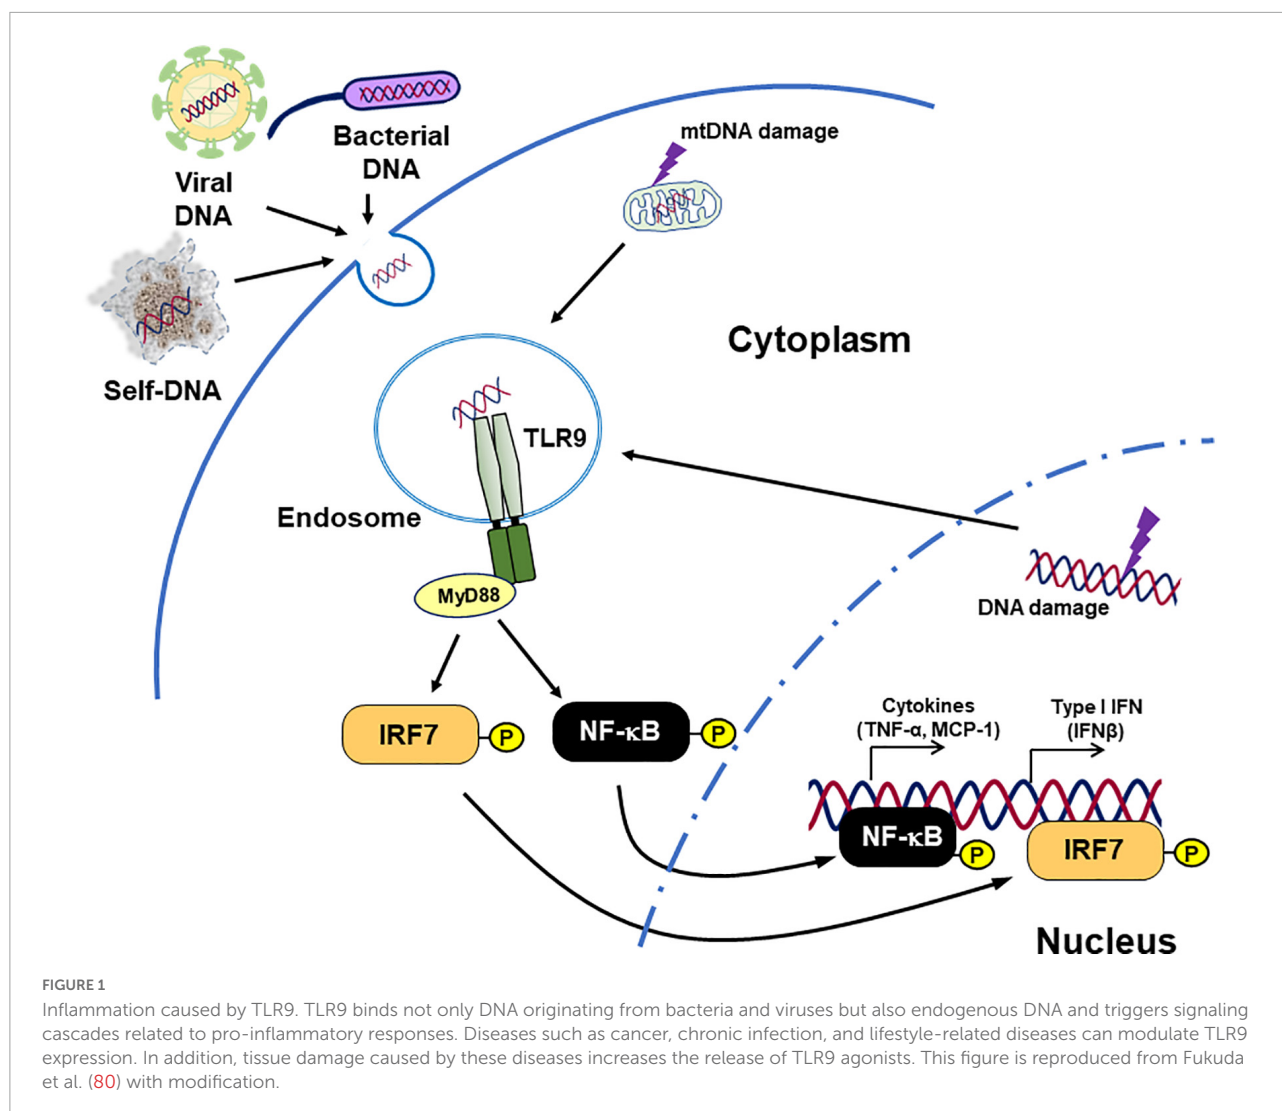 mtDNA damage
Bacterial
DNA
Viral
DNA
Self-DNA
Cytoplasm
TLR9
Endosome
MyD88
DNA damage
IRF7
P
NF-κB
P
Cytokines
(TNF-α, MCP-1)
Type I IFN
(IFNβ)
NF-κB
P
IRF7
P
Nucleus
FIGURE 1
Inflammation caused by TLR9. TLR9 binds not only DNA originating from bacteria and viruses but also endogenous DNA and triggers signaling
cascades related to pro-inflammatory responses. Diseases such as cancer, chronic infection, and lifestyle-related diseases can modulate TLR9
expression. In addition, tissue damage caused by these diseases increases the release of TLR9 agonists. This figure is reproduced from Fukuda
et al. (80) with modification.